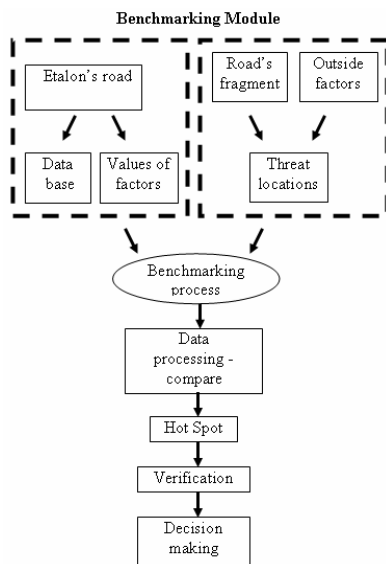 Benchmarking Module
Etalon's road
Data
base
Values of
factors
Road's
fragment
Outside
factors
Threat
locations
Benchmarking
process
Data
processing -
compare
Hot Spot
Verification
Decision
making